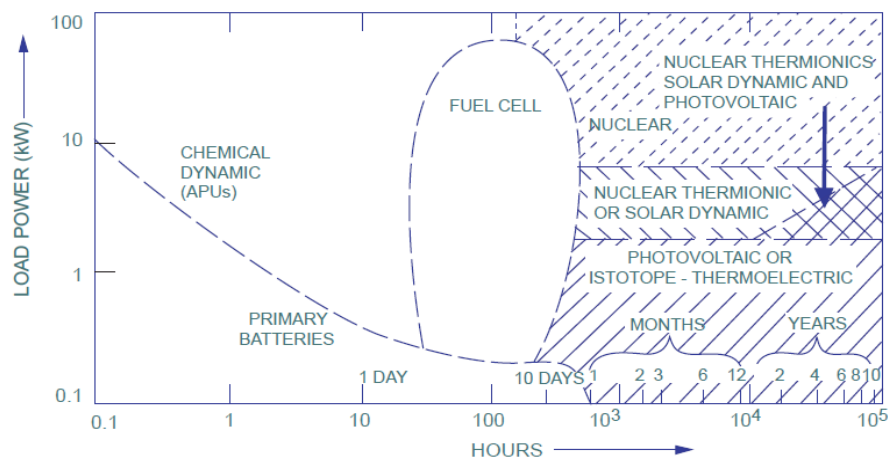 100
10
1
0.1
LOAD POWER (kW)
CHEMICAL
DYNAMIC
(APUs)
FUEL CELL
NUCLEAR THERMIONICS
SOLAR DYNAMIC AND
PHOTOVOLTAIC
NUCLEAR
NUCLEAR THERMIONIC
OR SOLAR DYNAMIC
PHOTOVOLTAIC OR
ISTOTOPE - THERMOELECTRIC
PRIMARY
BATTERIES
MONTHS
YEARS
1 DAY
10 DAYS
1 2 3 6 12
2 4 6 8 10
0.1 1 10 100 10³ 10⁴ 10⁵
HOURS